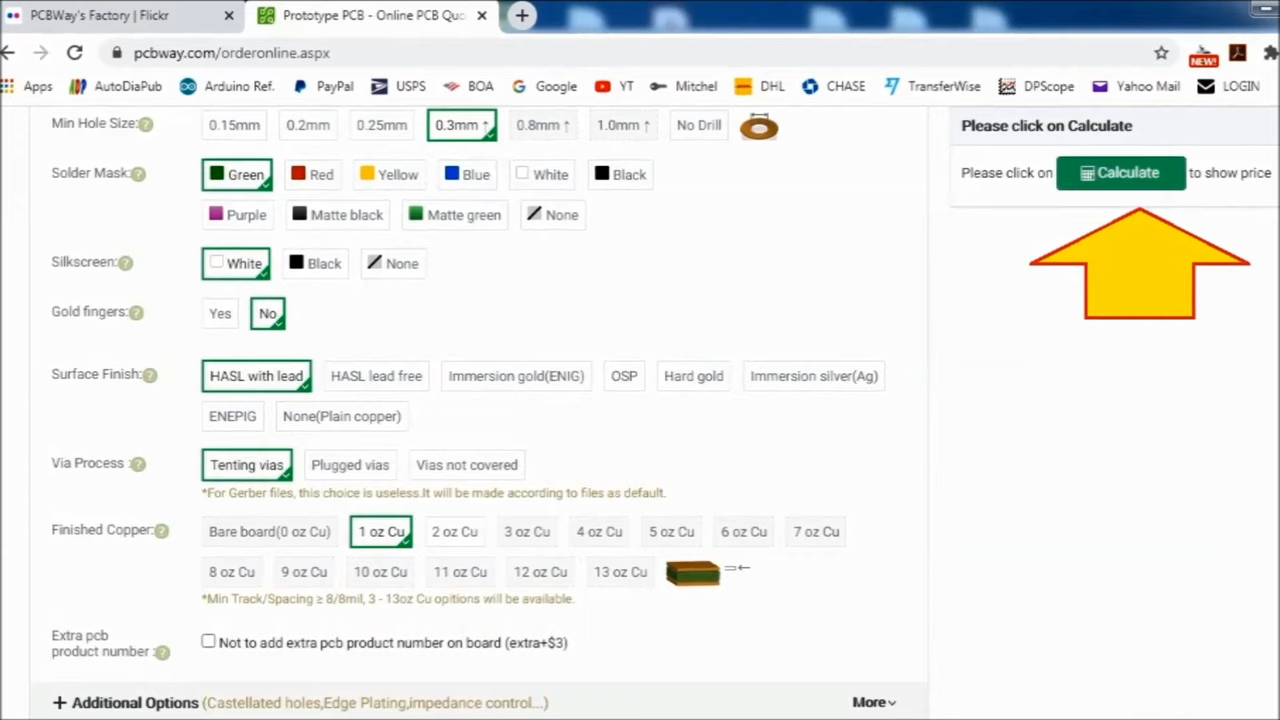 PCBWay's Factory | Flickr
Prototype PCB - Online PCB Quo
pcbway.com/orderonline.aspx
NEW!
Apps AutoDiaPub Arduino Ref. PayPal USPS BOA Google YT Mitchel DHL CHASE TransferWise DPScope Yahoo Mail LOGIN
Min Hole Size: 0.15mm 0.2mm 0.25mm 0.3mm ↑ 0.8mm ↑ 1.0mm ↑ No Drill
Solder Mask: Green Red Yellow Blue White Black
Purple Matte black Matte green None
Silkscreen: White Black None
Gold fingers: Yes No
Surface Finish: HASL with lead HASL lead free Immersion gold(ENIG) OSP Hard gold Immersion silver(Ag)
ENEPIG None(Plain copper)
Via Process : Tenting vias Plugged vias Vias not covered
*For Gerber files, this choice is useless.It will be made according to files as default.
Finished Copper: Bare board(0 oz Cu) 1 oz Cu 2 oz Cu 3 oz Cu 4 oz Cu 5 oz Cu 6 oz Cu 7 oz Cu
8 oz Cu 9 oz Cu 10 oz Cu 11 oz Cu 12 oz Cu 13 oz Cu
*Min Track/Spacing ≥ 8/8mil, 3 - 13oz Cu opitions will be available.
Extra pcb
product number : Not to add extra pcb product number on board (extra+$3)
+ Additional Options (Castellated holes,Edge Plating,impedance control...) More
Please click on Calculate
Please click on Calculate to show price